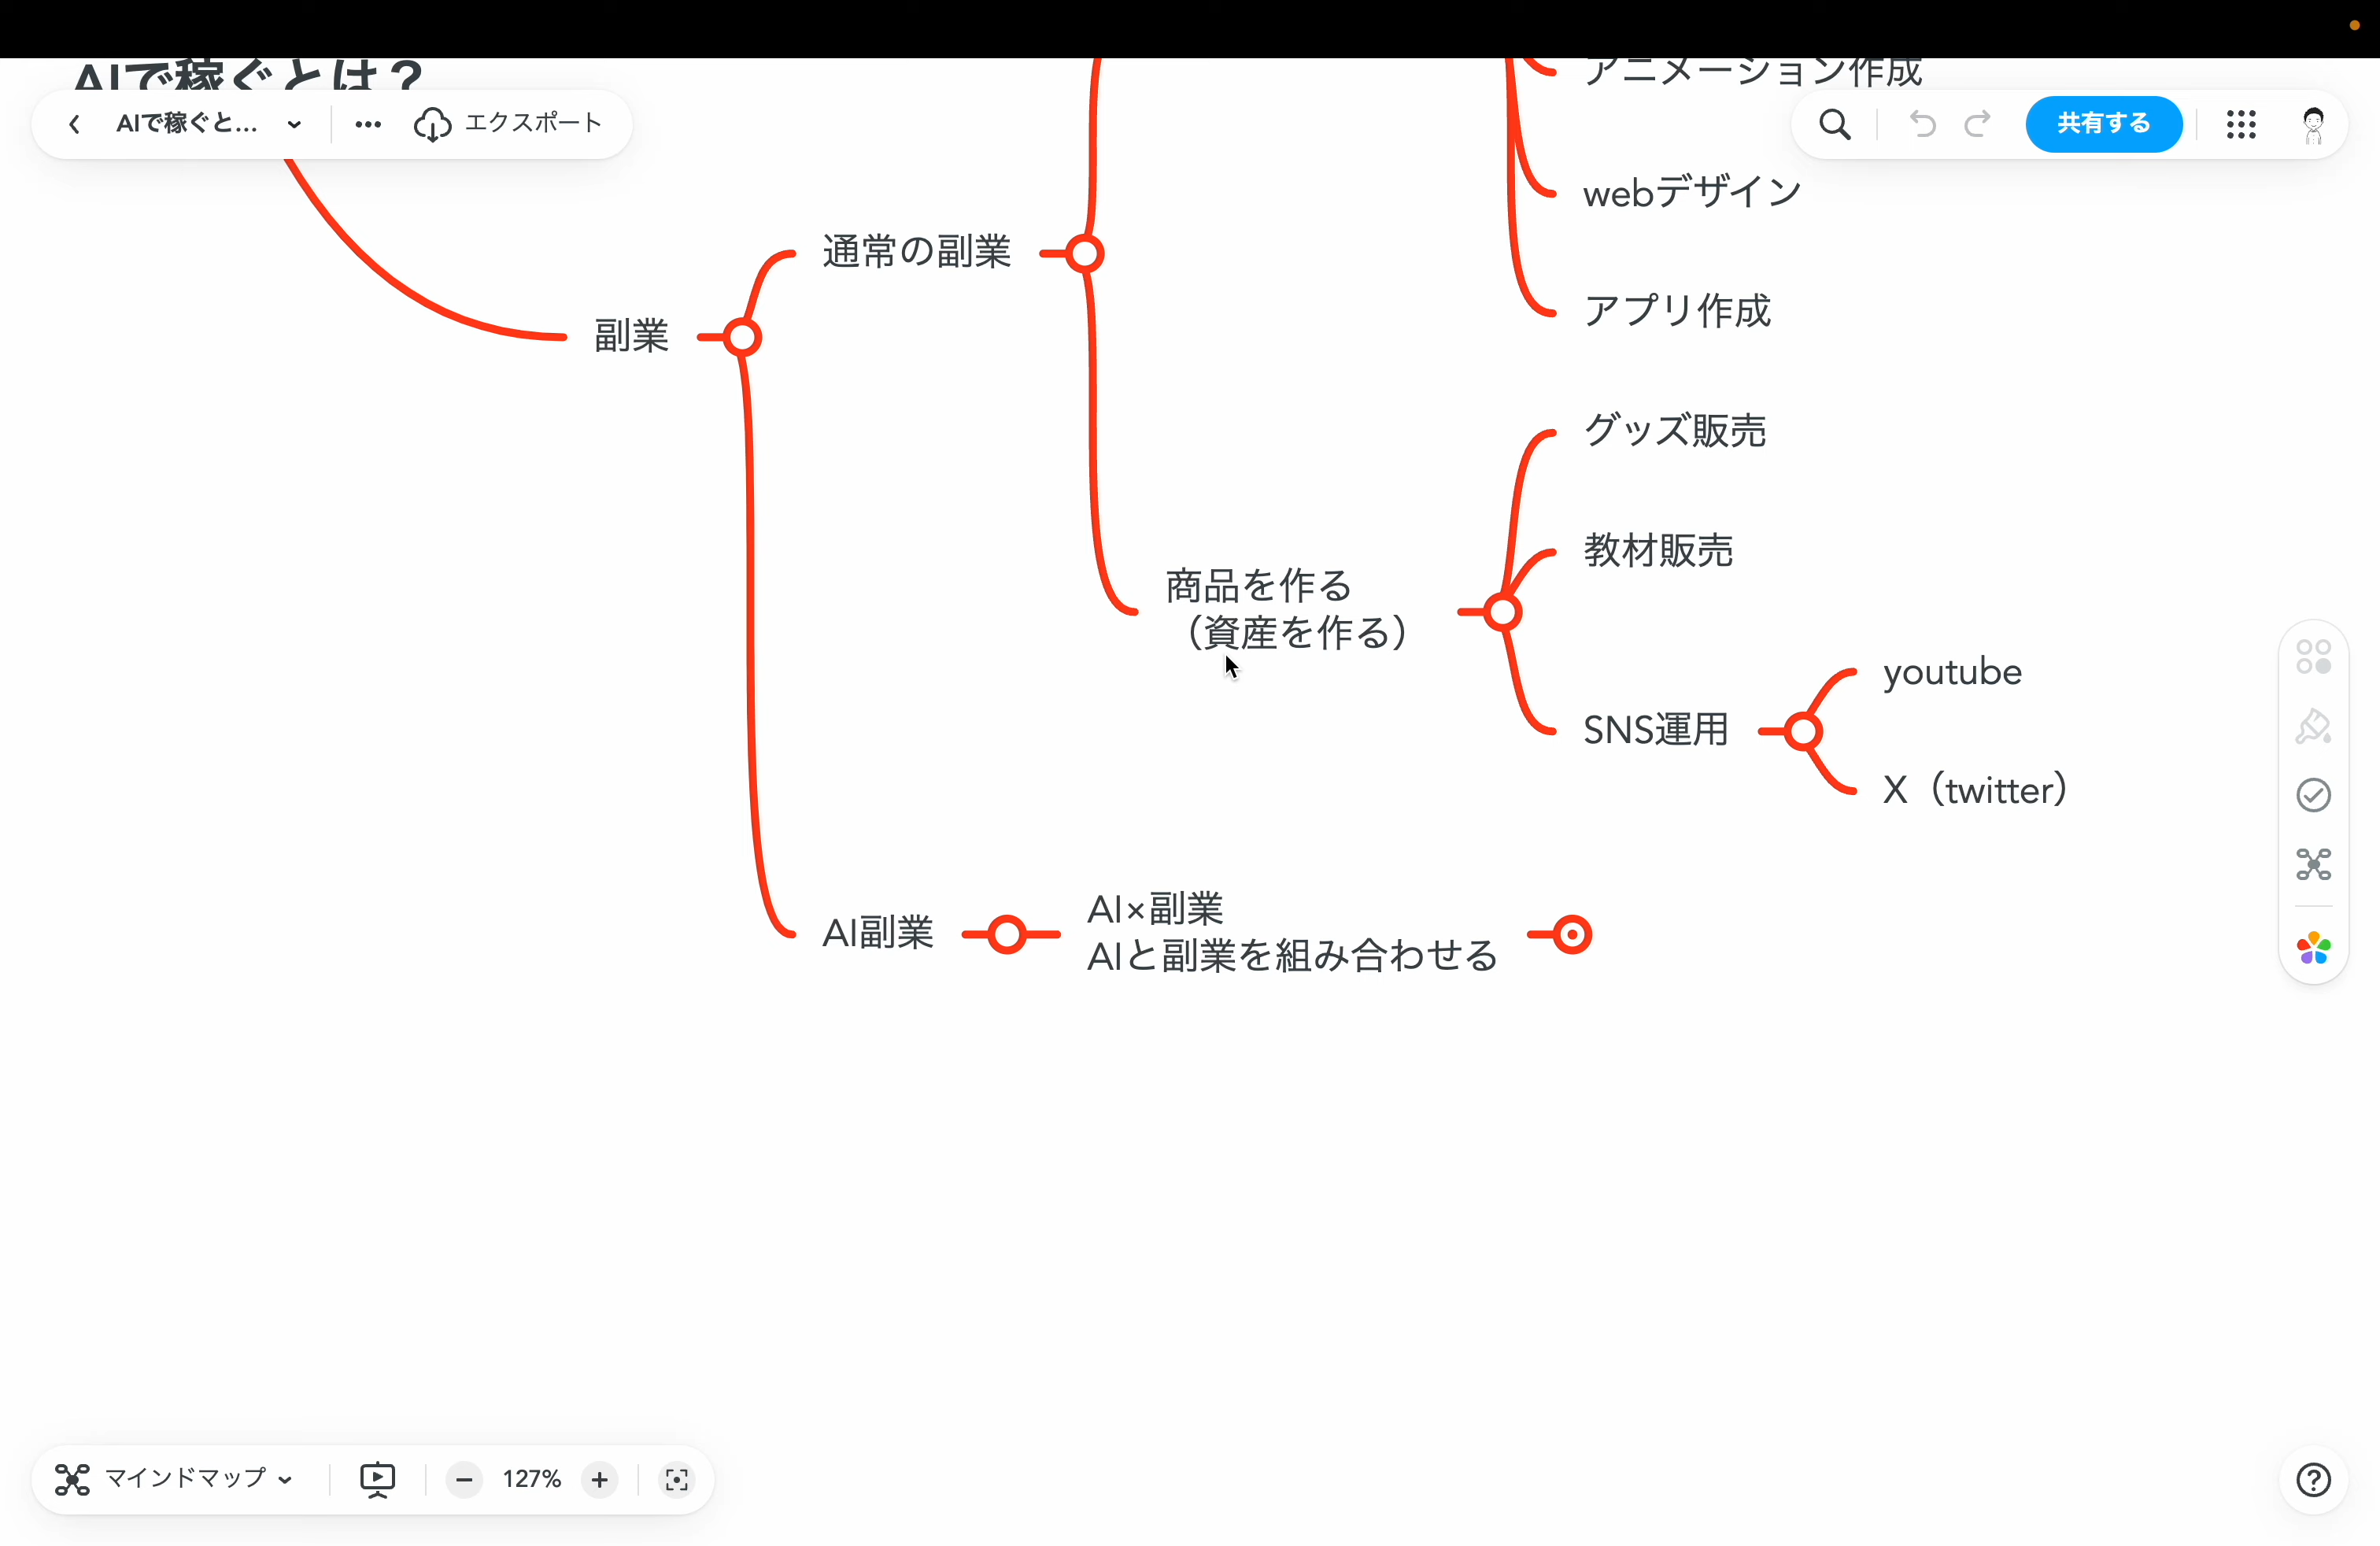 AIで稼ぐとは？
AIで稼ぐと...
エクスポート
共有する
アニメーション作成
webデザイン
通常の副業
アプリ作成
副業
グッズ販売
教材販売
商品を作る
（資産を作る）
youtube
SNS運用
X（twitter）
AI副業
AI×副業
AIと副業を組み合わせる
マインドマップ
127%